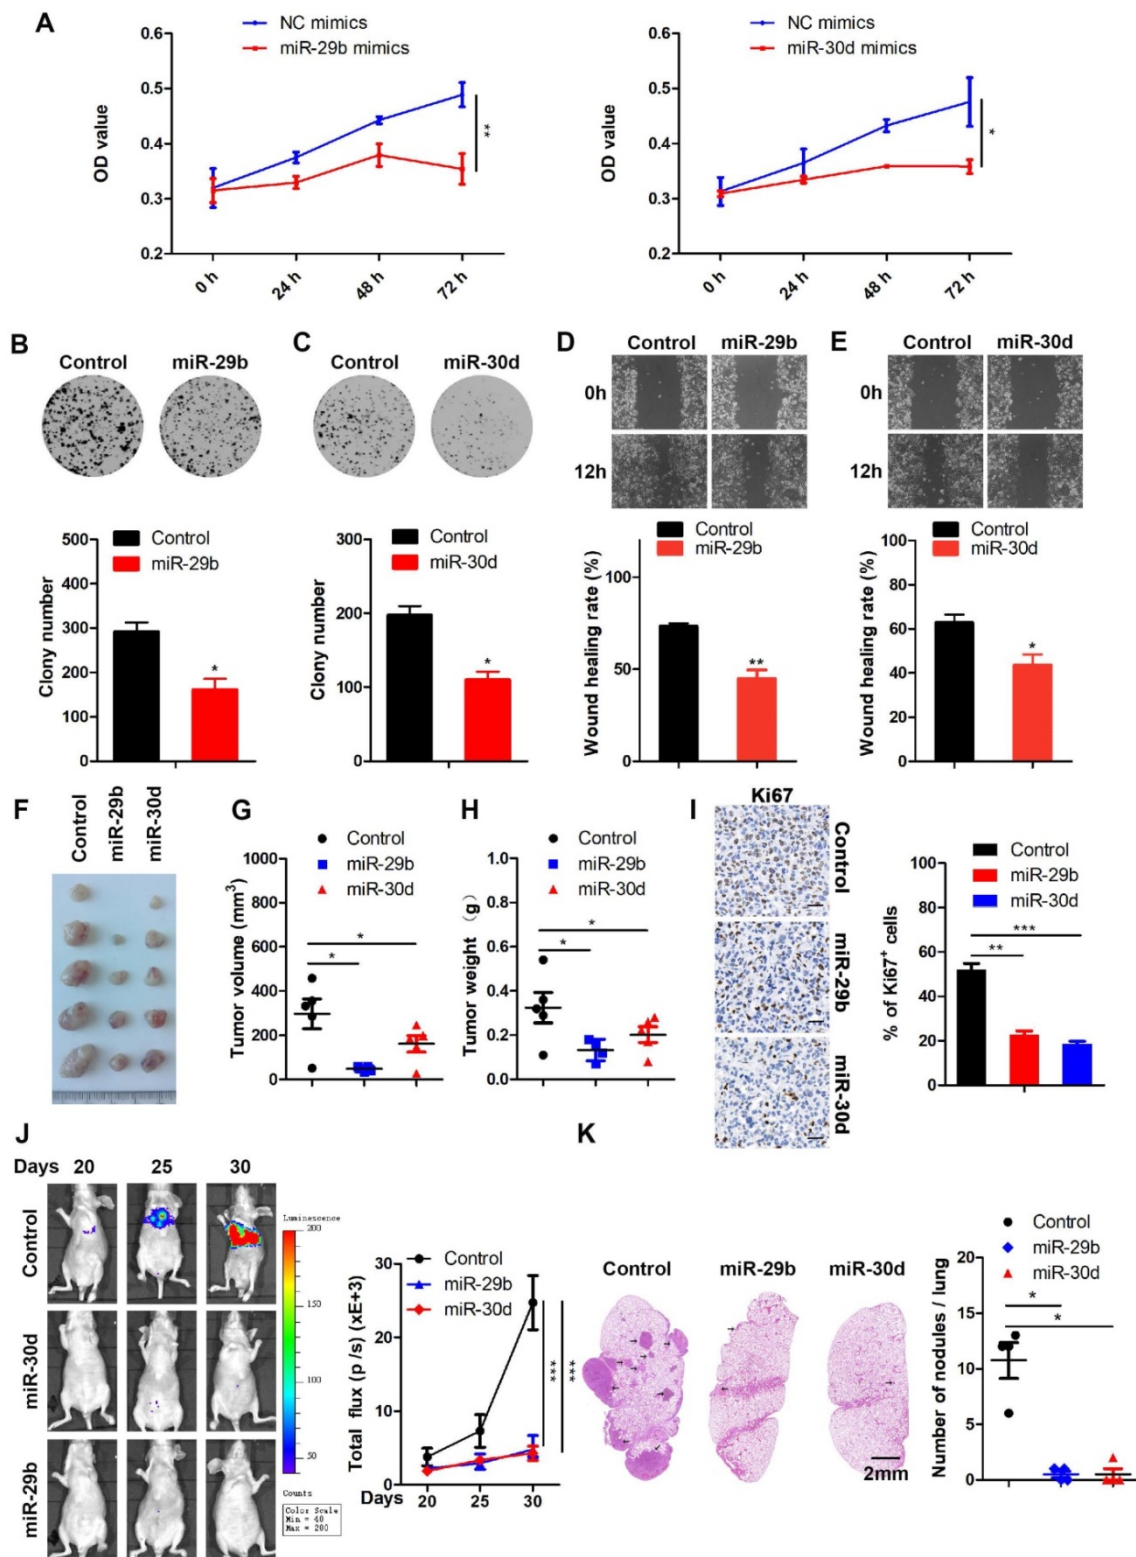 A
NC mimics
miR-29b mimics
OD value
0.6
0.5
0.4
0.3
0.2
**
0 h
24 h
48 h
72 h
NC mimics
miR-30d mimics
OD value
0.6
0.5
0.4
0.3
0.2
*
0 h
24 h
48 h
72 h
B
Control
miR-29b
Control
miR-29b
Clony number
500
400
300
200
100
0
*
C
Control
miR-30d
Control
miR-30d
Clony number
300
200
100
0
*
D
Control
miR-29b
0h
12h
Control
miR-29b
Wound healing rate (%)
100
50
0
**
E
Control
miR-30d
0h
12h
Control
miR-30d
Wound healing rate (%)
100
80
60
40
20
0
*
F
Control
miR-29b
miR-30d
G
Control
miR-29b
miR-30d
Tumor volume (mm³)
1000
800
600
400
200
0
*
*
H
Control
miR-29b
miR-30d
Tumor weight (g)
1.0
0.8
0.6
0.4
0.2
0.0
*
*
I
Ki67
Control
miR-29b
miR-30d
Control
miR-29b
miR-30d
% of Ki67⁺ cells
100
80
60
40
20
0
***
**
J
Days 20 25 30
Control
miR-30d
miR-29b
Luminescence
200
150
100
50
Counts
Color Scale
Min = 40
Max = 200
Control
miR-29b
miR-30d
Total flux (p /s) (xE+3)
30
20
10
0
***
***
Days 20 25 30
K
Control
miR-29b
miR-30d
2mm
Control
miR-29b
miR-30d
Number of nodules / lung
20
15
10
5
0
*
*